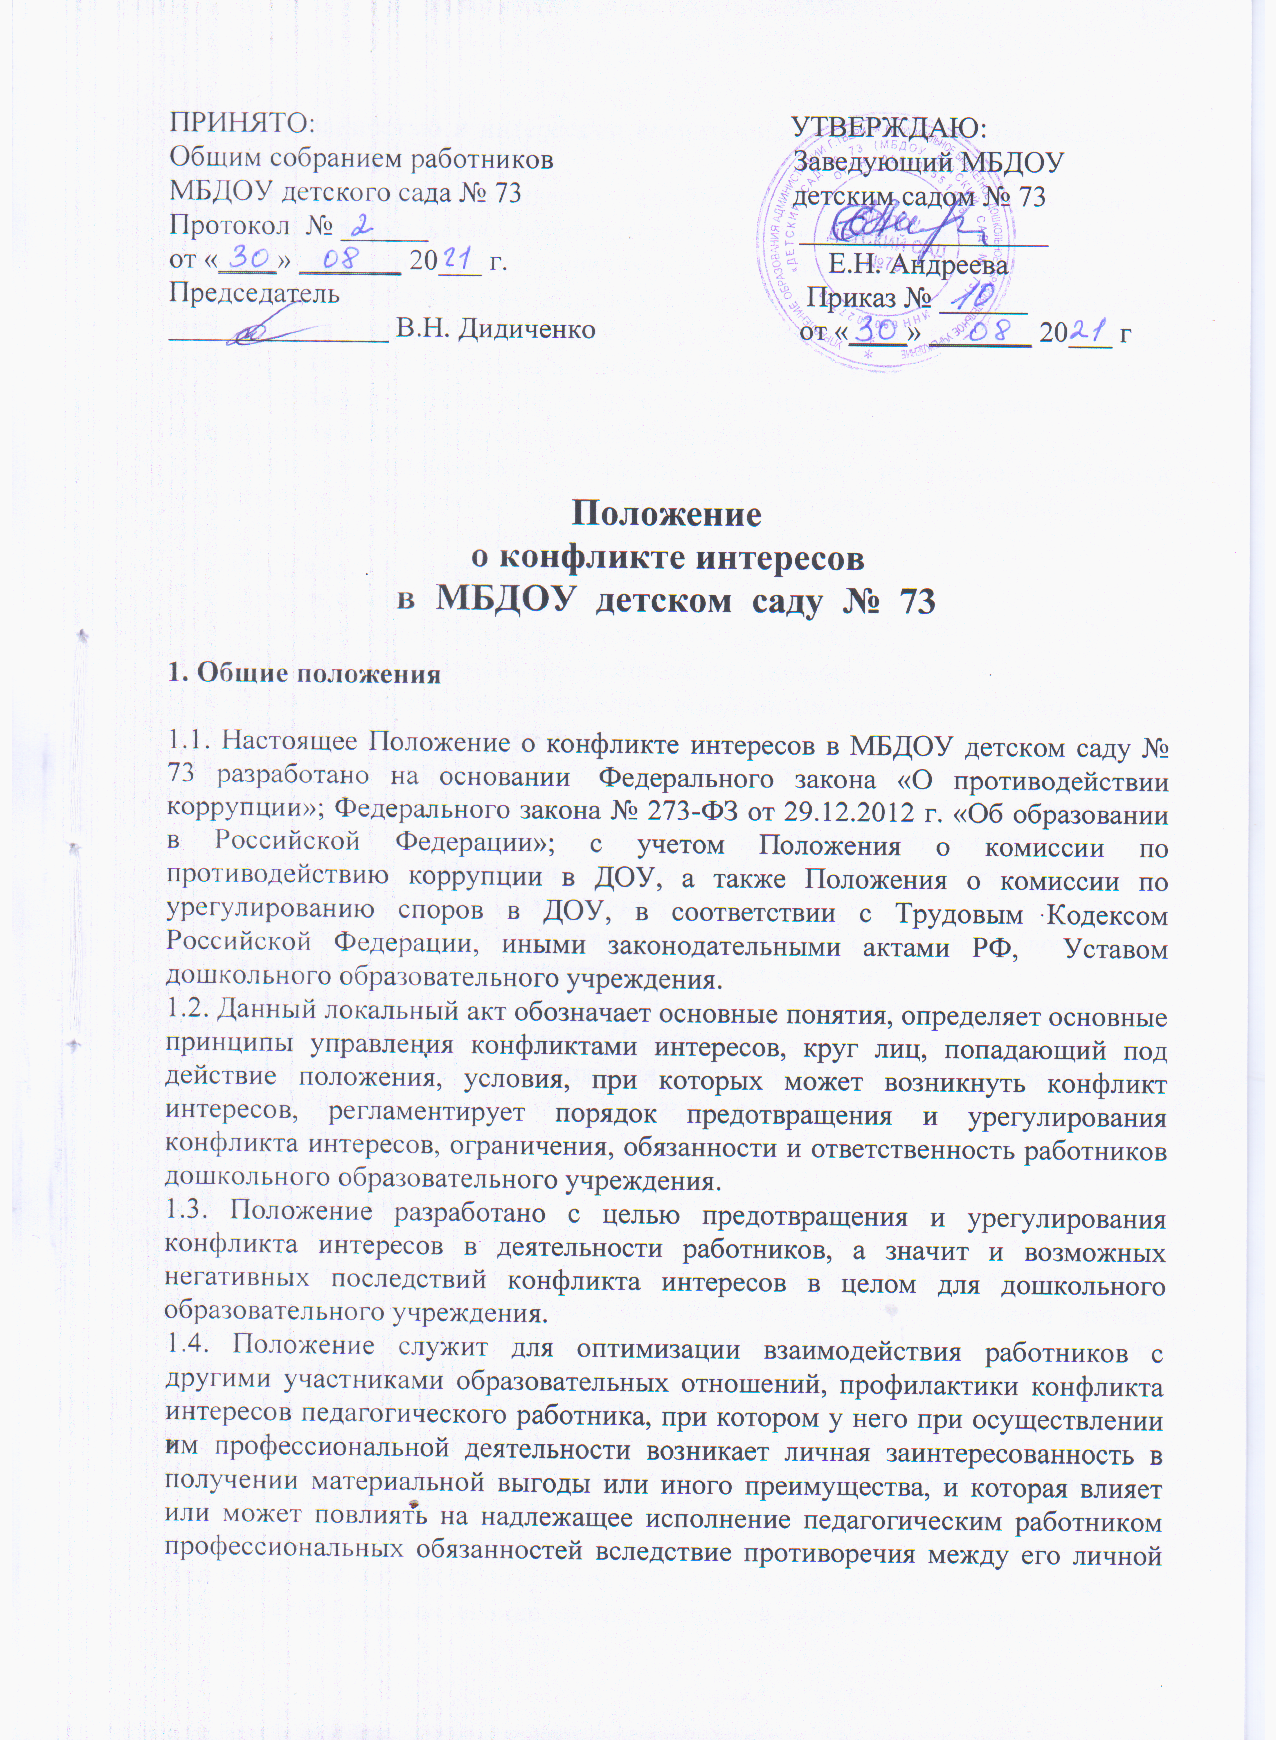 ПРИНЯТО:
Общим собранием работников
МБДОУ детского сада № 73
Протокол № 2
от «30» 08 2021 г.
Председатель
В.Н. Дидиченко
УТВЕРЖДАЮ:
Заведующий МБДОУ
детским садом № 73
Е.Н. Андреева
Приказ № 10
от «30» 08 2021 г
Положение
о конфликте интересов
в МБДОУ детском саду № 73
1. Общие положения
1.1. Настоящее Положение о конфликте интересов в МБДОУ детском саду №
73 разработано на основании Федерального закона «О противодействии
коррупции»; Федерального закона № 273-ФЗ от 29.12.2012 г. «Об образовании
в Российской Федерации»; с учетом Положения о комиссии по
противодействию коррупции в ДОУ, а также Положения о комиссии по
урегулированию споров в ДОУ, в соответствии с Трудовым Кодексом
Российской Федерации, иными законодательными актами РФ, Уставом
дошкольного образовательного учреждения.
1.2. Данный локальный акт обозначает основные понятия, определяет основные
принципы управления конфликтами интересов, круг лиц, попадающий под
действие положения, условия, при которых может возникнуть конфликт
интересов, регламентирует порядок предотвращения и урегулирования
конфликта интересов, ограничения, обязанности и ответственность работников
дошкольного образовательного учреждения.
1.3. Положение разработано с целью предотвращения и урегулирования
конфликта интересов в деятельности работников, а значит и возможных
негативных последствий конфликта интересов в целом для дошкольного
образовательного учреждения.
1.4. Положение служит для оптимизации взаимодействия работников с
другими участниками образовательных отношений, профилактики конфликта
интересов педагогического работника, при котором у него при осуществлении
им профессиональной деятельности возникает личная заинтересованность в
получении материальной выгоды или иного преимущества, и которая влияет
или может повлиять на надлежащее исполнение педагогическим работником
профессиональных обязанностей вследствие противоречия между его личной